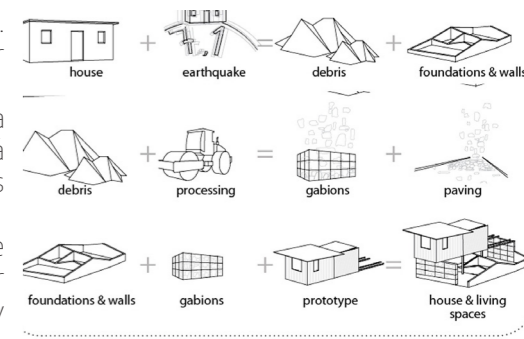 house + earthquake = debris + foundations & walls
debris + processing = gabions + paving
foundations & walls + gabions + prototype = house & living
spaces